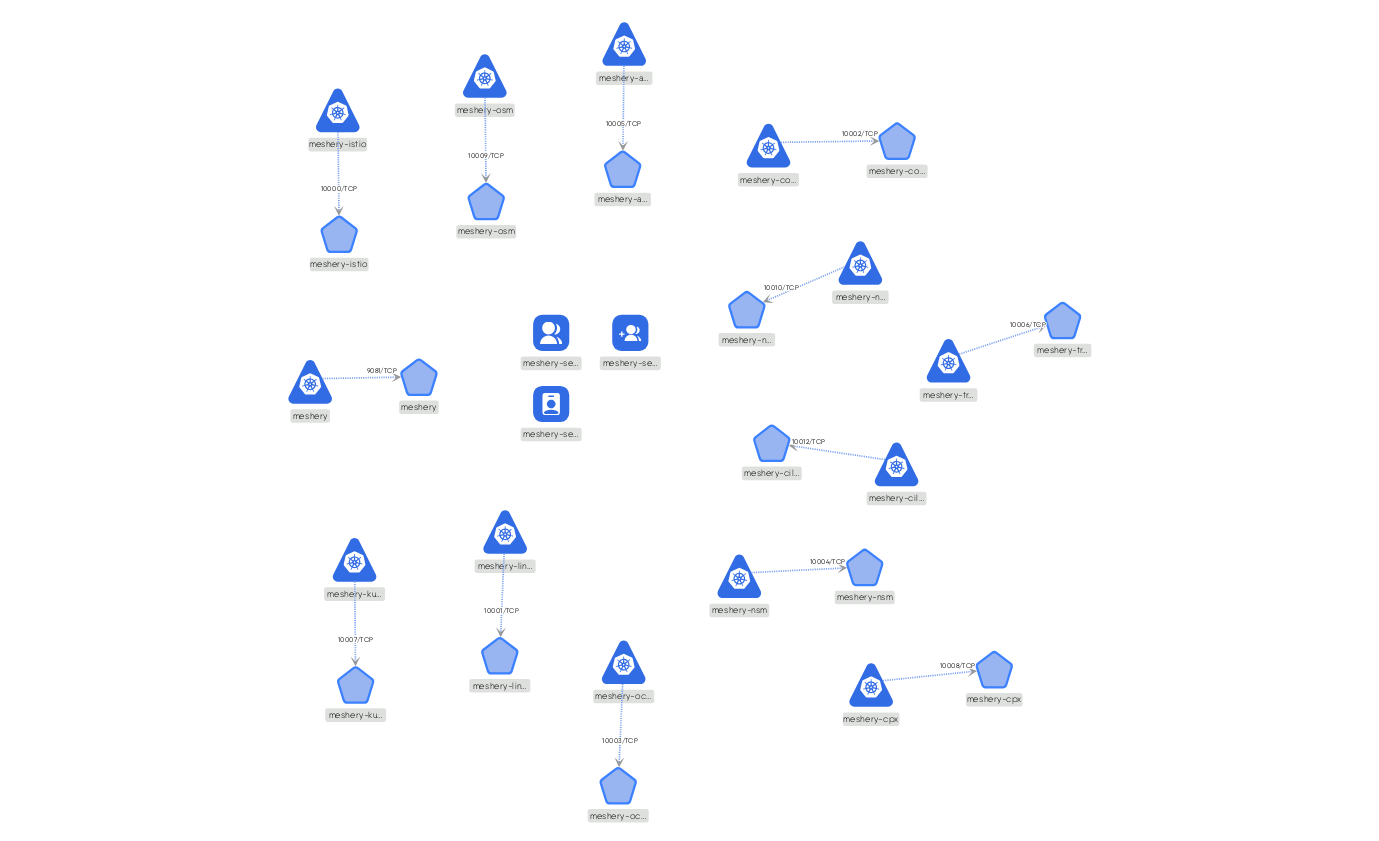 meshery-a...
meshery-osm
meshery-istio
10005/TCP
10002/TCP
10009/TCP
meshery-co...
meshery-co...
10000/TCP
meshery-a...
meshery-osm
meshery-istio
10010/TCP
meshery-n...
meshery-n...
10006/TCP
meshery-tr...
meshery-se...
meshery-se...
9081/TCP
meshery-tr...
meshery
meshery
meshery-se...
10012/TCP
meshery-cil...
meshery-cil...
meshery-lin...
10004/TCP
meshery-ku...
meshery-nsm
meshery-nsm
10001/TCP
10007/TCP
10008/TCP
meshery-lin...
meshery-oc...
meshery-cpx
meshery-ku...
meshery-cpx
10003/TCP
meshery-oc...